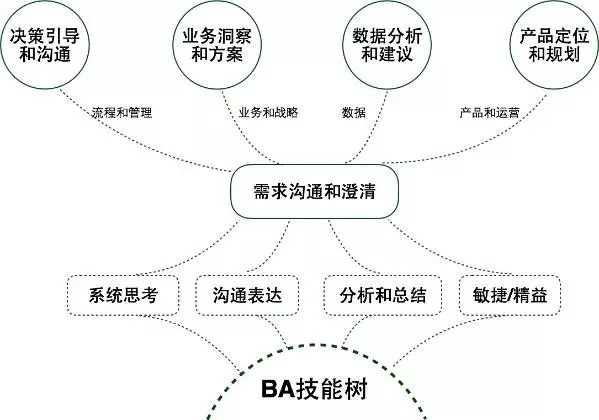 决策引导
和沟通
业务洞察
和方案
数据分析
和建议
产品定位
和规划
流程和管理
业务和战略
数据
产品和运营
需求沟通和澄清
系统思考
沟通表达
分析和总结
敏捷/精益
BA技能树